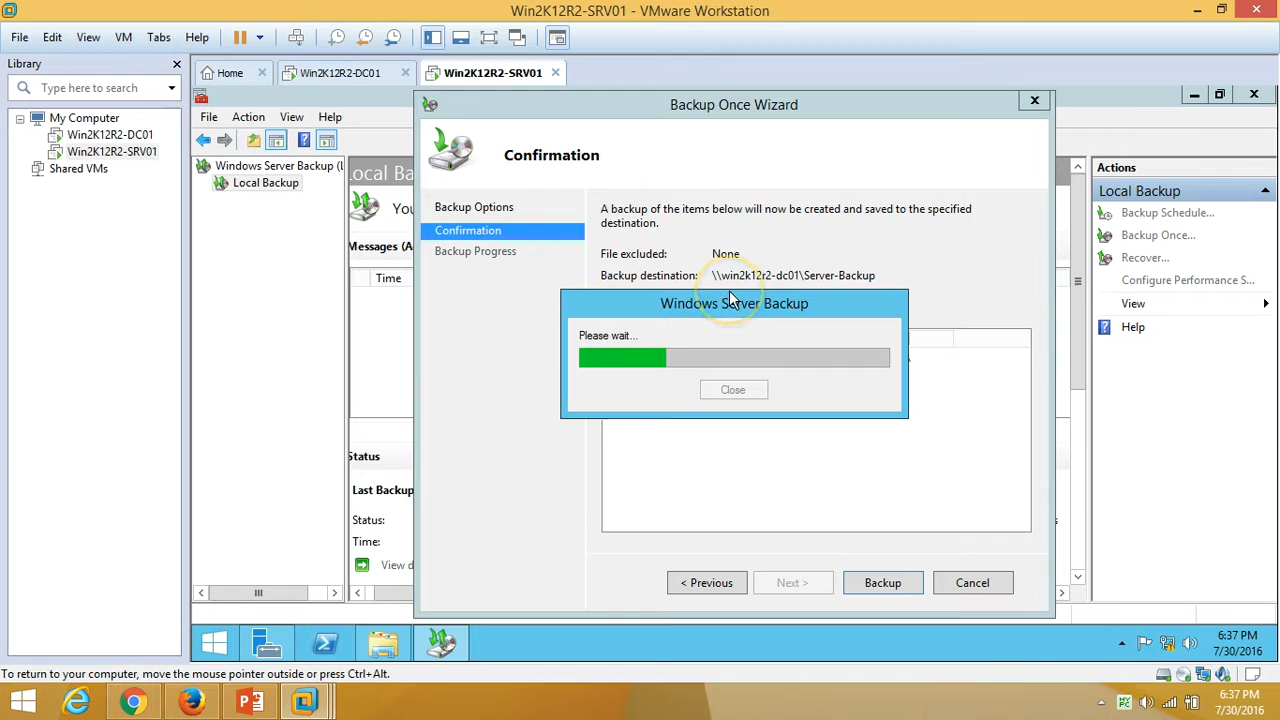 Win2K12R2-SRV01 - VMware Workstation
File Edit View VM Tabs Help
Library
Type here to search
My Computer
Win2K12R2-DC01
Win2K12R2-SRV01
Shared VMs
Home Win2K12R2-DC01 Win2K12R2-SRV01
File Action View Help
Windows Server Backup (L
Local Backup
ocal Ba
You
Messages (A
Time
Status
Last Backup
Status:
Time:
View d
Backup Once Wizard
Confirmation
Backup Options
Confirmation
Backup Progress
A backup of the items below will now be created and saved to the specified
destination.
File excluded: None
Backup destination: \\win2k12r2-dc01\Server-Backup
Windows Server Backup
Please wait...
Close
< Previous Next > Backup Cancel
Actions
Local Backup
Backup Schedule...
Backup Once...
Recover...
Configure Performance S...
View
Help
6:37 PM
7/30/2016
To return to your computer, move the mouse pointer outside or press Ctrl+Alt.
6:37 PM
7/30/2016